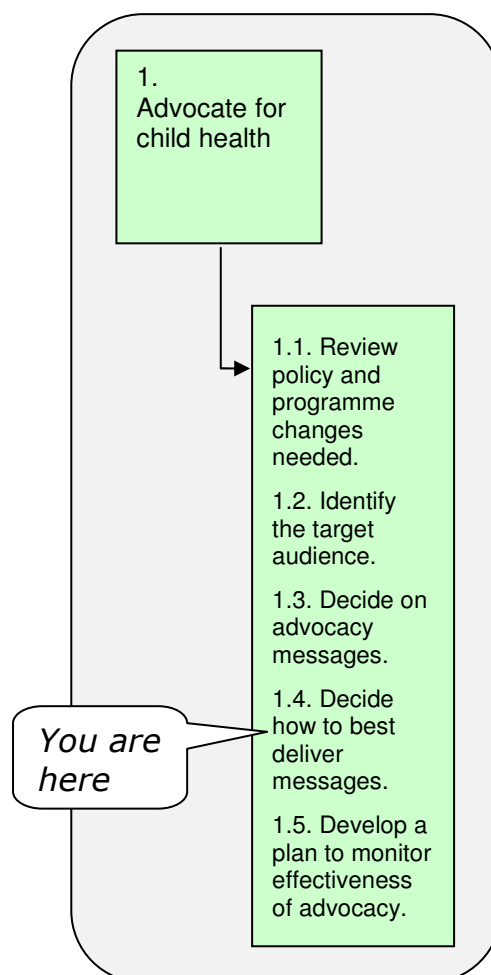 1.
Advocate for
child health
1.1. Review
policy and
programme
changes
needed.
1.2. Identify
the target
audience.
1.3. Decide on
advocacy
messages.
1.4. Decide
how to best
deliver
messages.
1.5. Develop a
plan to monitor
effectiveness
of advocacy.
You are
here